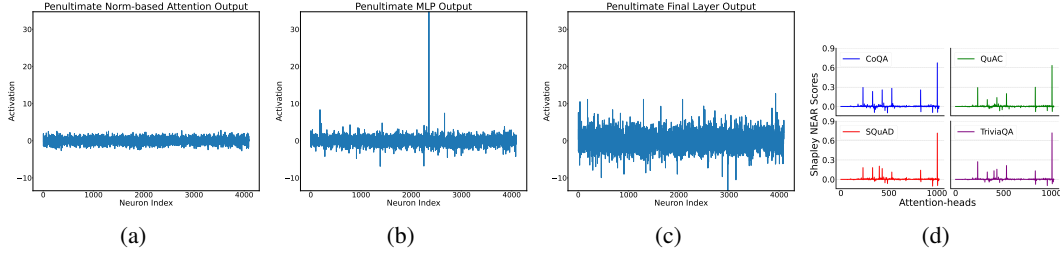 Penultimate Norm-based Attention Output
30
20
10
0
−10
Activation
0
1000
2000
3000
4000
Neuron Index
(a)
Penultimate MLP Output
30
20
10
0
−10
Activation
0
1000
2000
3000
4000
Neuron Index
(b)
Penultimate Final Layer Output
30
20
10
0
−10
Activation
0
1000
2000
3000
4000
Neuron Index
(c)
0.9
0.6
0.3
0.0
CoQA
QuAC
Shapley NEAR Scores
0.9
0.6
0.3
0.0
SQuAD
TriviaQA
0
500
1000
0
500
1000
Attention-heads
(d)